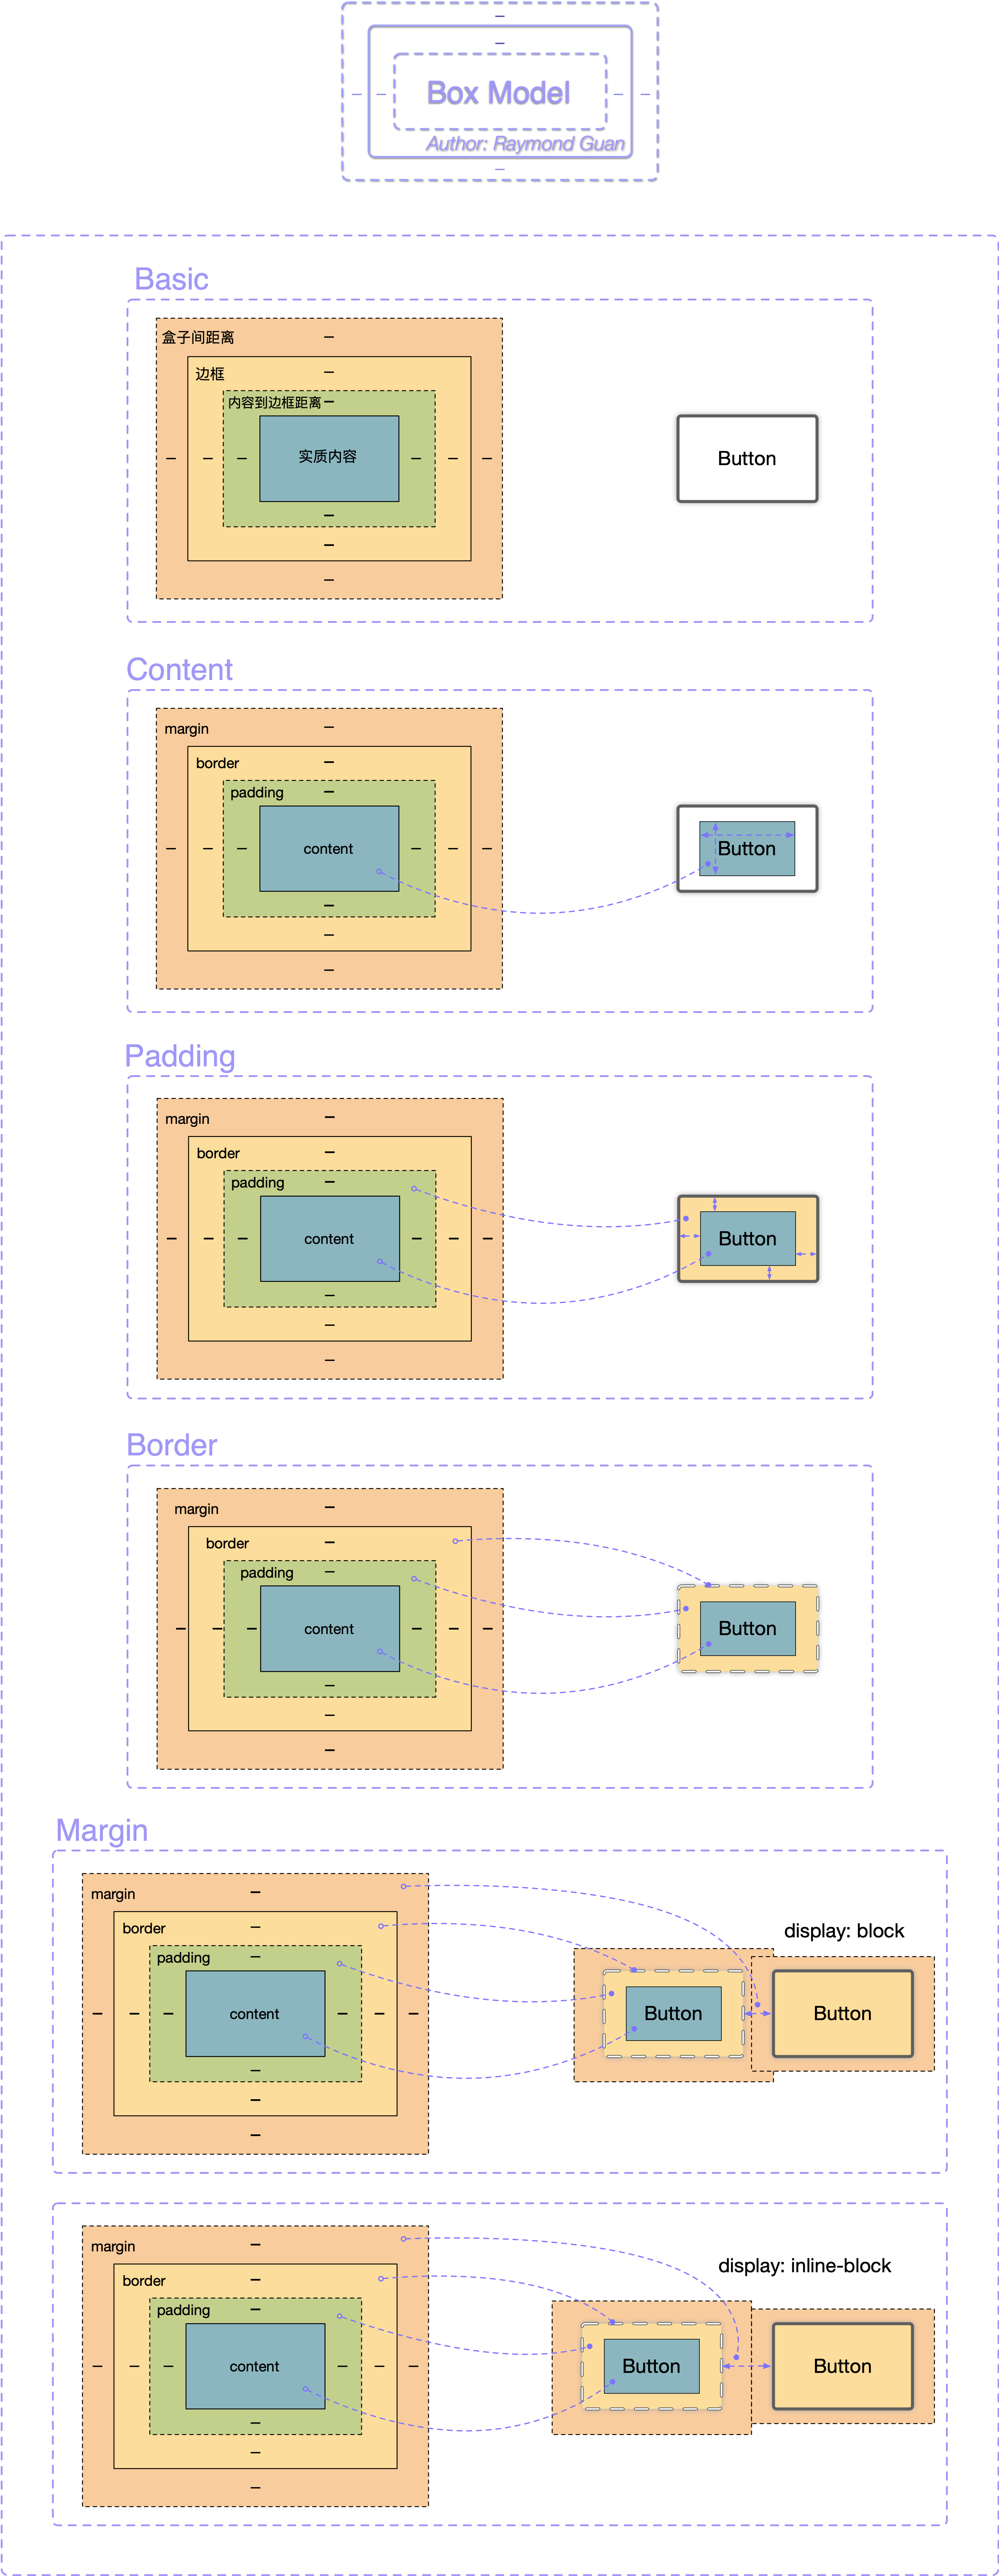 Box Model
Author: Raymond Guan
Basic
盒子间距离
边框
内容到边框距离
实质内容
Button
Content
margin
border
padding
content
Button
Padding
margin
border
padding
content
Button
Border
margin
border
padding
content
Button
Margin
margin
border
padding
content
display: block
Button
Button
margin
border
padding
content
display: inline-block
Button
Button